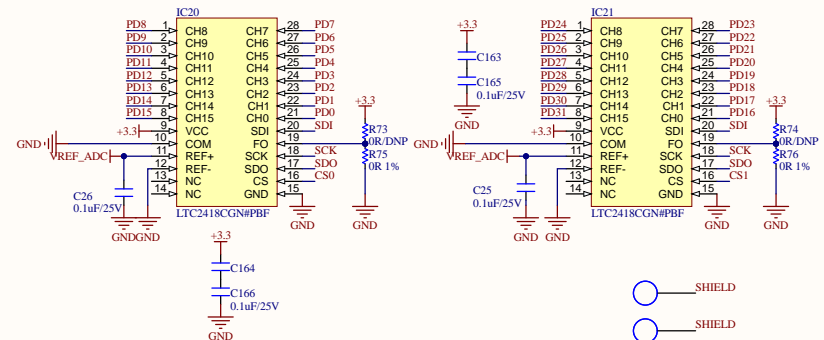 IC20
PD8 1 CH8 CH7 28 PD7
PD9 2 CH9 CH6 27 PD6
PD10 3 CH10 CH5 26 PD5
PD11 4 CH11 CH4 25 PD4
PD12 5 CH12 CH3 24 PD3
PD13 6 CH13 CH2 23 PD2
PD14 7 CH14 CH1 22 PD1
PD15 8 CH15 CH0 21 PD0
+3.3 9 VCC SDI 20 SDI
GND 10 COM FO 19
VREF_ADC 11 REF+ SCK 18 SCK
12 REF- SDO 17 SDO
13 NC CS 16 CS0
14 NC GND 15
LTC2418CGN#PBF
+3.3
R73
0R/DNP
R75
0R 1%
GND
C26
0.1uF/25V
GND
GND
GND
+3.3
C164
C166
0.1uF/25V
GND
+3.3
C163
C165
0.1uF/25V
GND
IC21
PD24 1 CH8 CH7 28 PD23
PD25 2 CH9 CH6 27 PD22
PD26 3 CH10 CH5 26 PD21
PD27 4 CH11 CH4 25 PD20
PD28 5 CH12 CH3 24 PD19
PD29 6 CH13 CH2 23 PD18
PD30 7 CH14 CH1 22 PD17
PD31 8 CH15 CH0 21 PD16
+3.3 9 VCC SDI 20 SDI
GND 10 COM FO 19
VREF_ADC 11 REF+ SCK 18 SCK
12 REF- SDO 17 SDO
13 NC CS 16 CS1
14 NC GND 15
LTC2418CGN#PBF
+3.3
R74
0R/DNP
R76
0R 1%
GND
C25
0.1uF/25V
GND
GND
GND
SHIELD
SHIELD